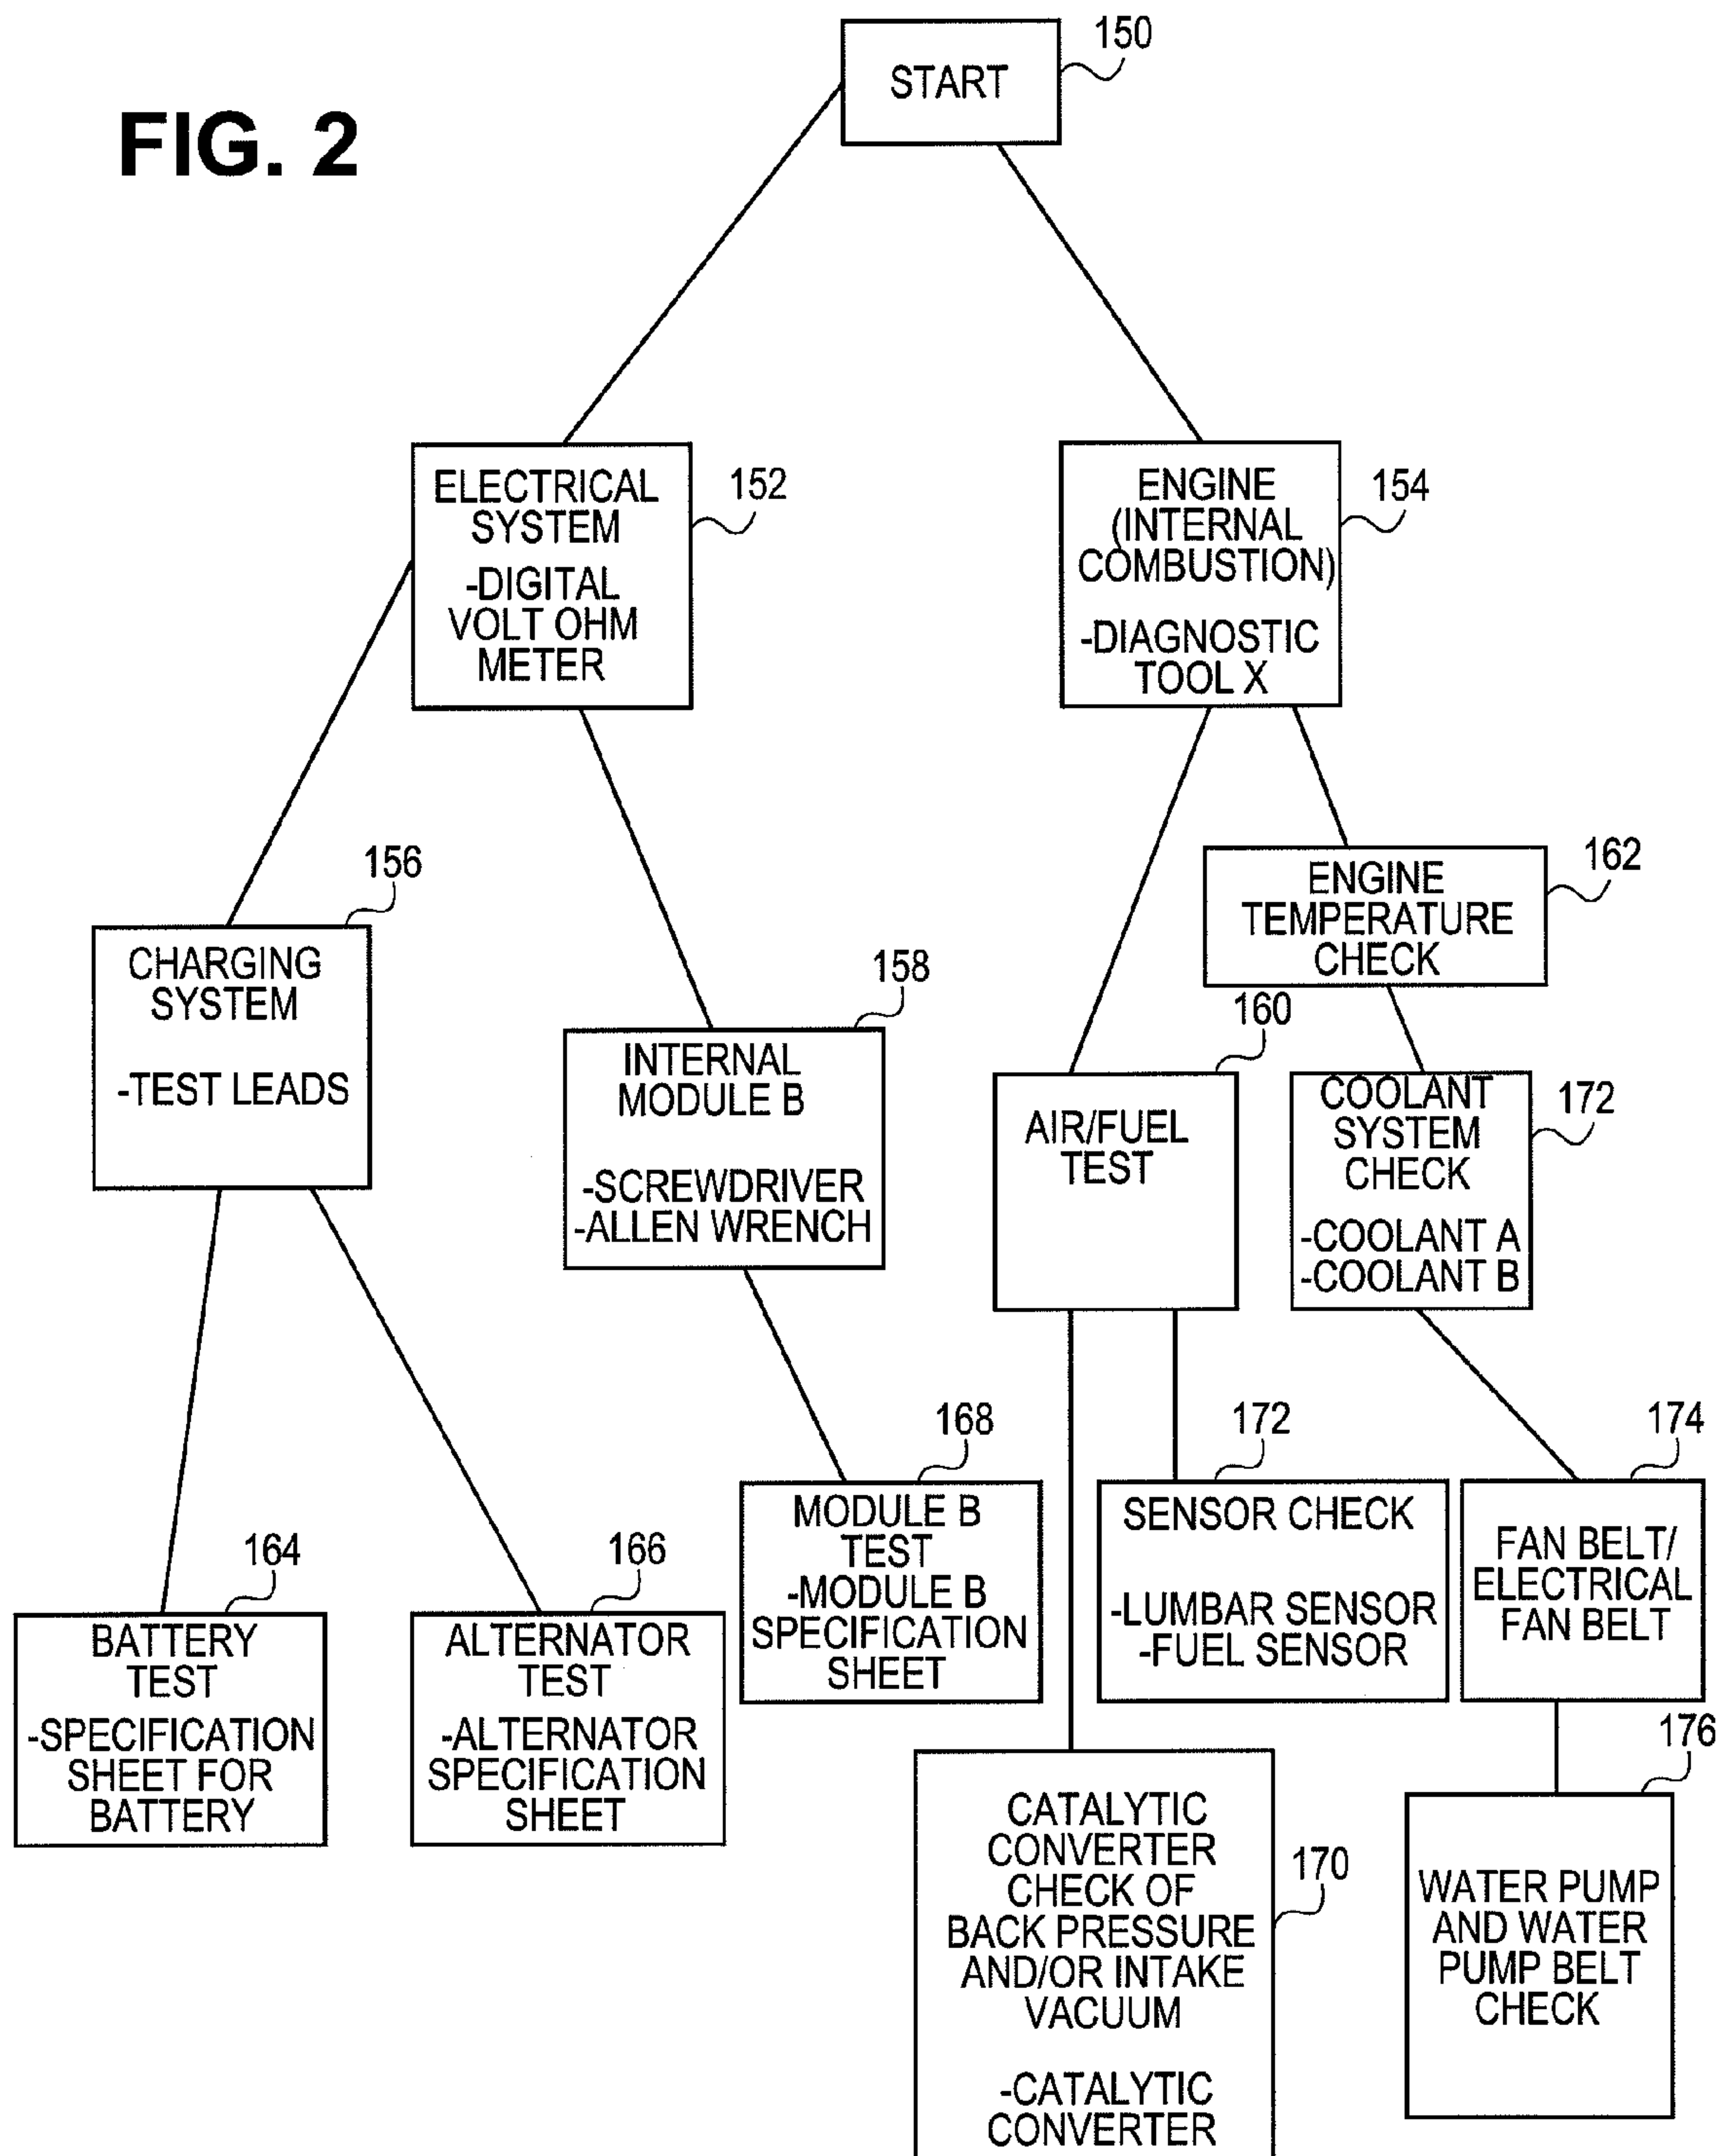 FIG. 2
START
150
ELECTRICAL
SYSTEM
-DIGITAL
VOLT OHM
METER
152
ENGINE
(INTERNAL
COMBUSTION)
-DIAGNOSTIC
TOOL X
154
156
CHARGING
SYSTEM
-TEST LEADS
158
INTERNAL
MODULE B
-SCREWDRIVER
-ALLEN WRENCH
162
ENGINE
TEMPERATURE
CHECK
160
AIR/FUEL
TEST
172
COOLANT
SYSTEM
CHECK
-COOLANT A
-COOLANT B
164
BATTERY
TEST
-SPECIFICATION
SHEET FOR
BATTERY
166
ALTERNATOR
TEST
-ALTERNATOR
SPECIFICATION
SHEET
168
MODULE B
TEST
-MODULE B
SPECIFICATION
SHEET
172
SENSOR CHECK
-LUMBAR SENSOR
-FUEL SENSOR
174
FAN BELT/
ELECTRICAL
FAN BELT
170
CATALYTIC
CONVERTER
CHECK OF
BACK PRESSURE
AND/OR INTAKE
VACUUM
-CATALYTIC
CONVERTER
176
WATER PUMP
AND WATER
PUMP BELT
CHECK